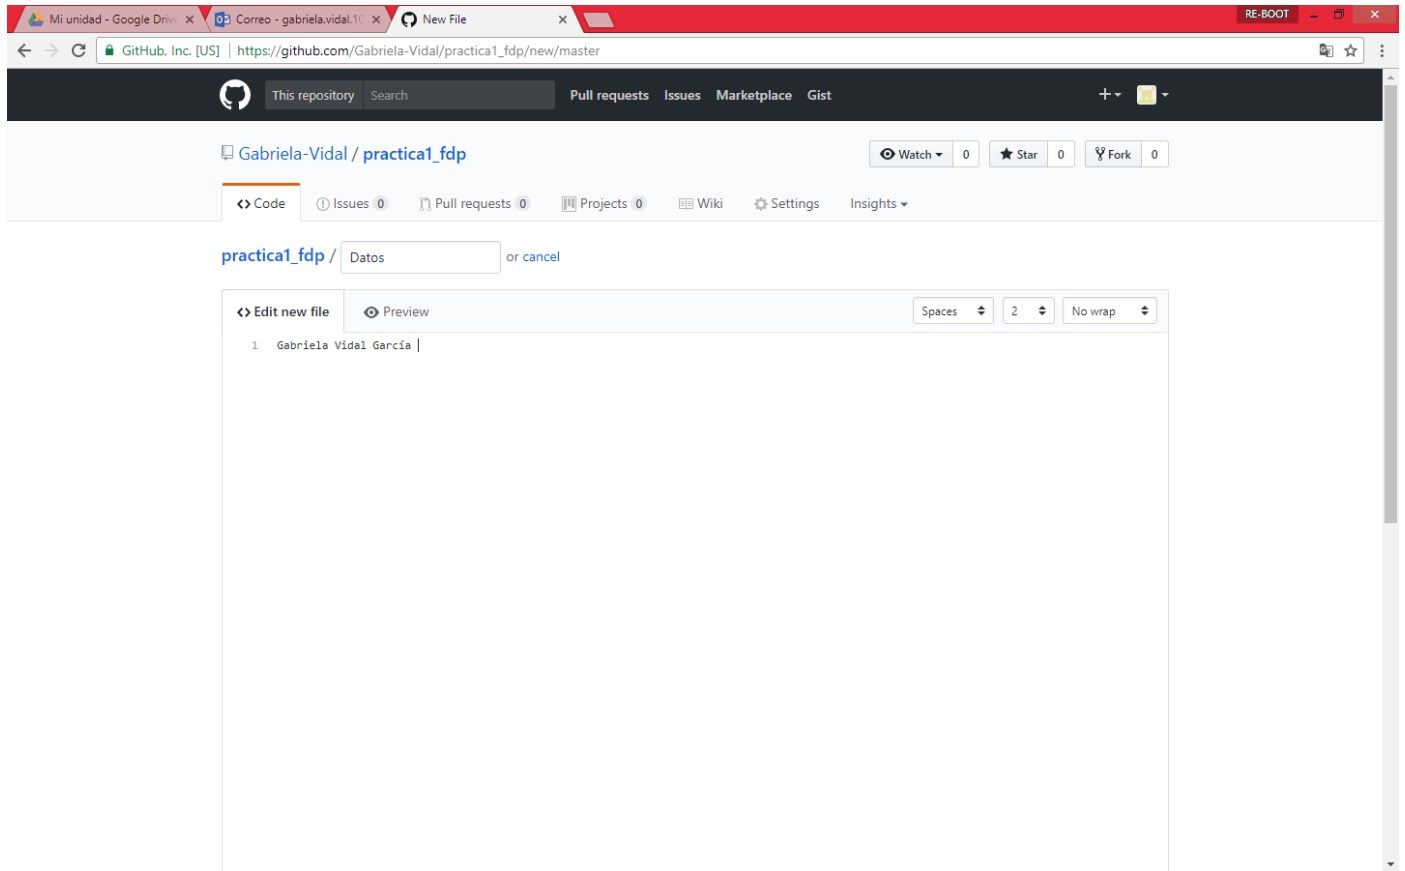 Mi unidad - Google Driv
Correo - gabriela.vidal.10
New File
RE-BOOT
GitHub, Inc. [US] | https://github.com/Gabriela-Vidal/practica1_fdp/new/master
This repository Search Pull requests Issues Marketplace Gist
Gabriela-Vidal / practica1_fdp
Watch 0 Star 0 Fork 0
Code Issues 0 Pull requests 0 Projects 0 Wiki Settings Insights
practica1_fdp / Datos or cancel
Edit new file Preview Spaces 2 No wrap
1 Gabriela Vidal García